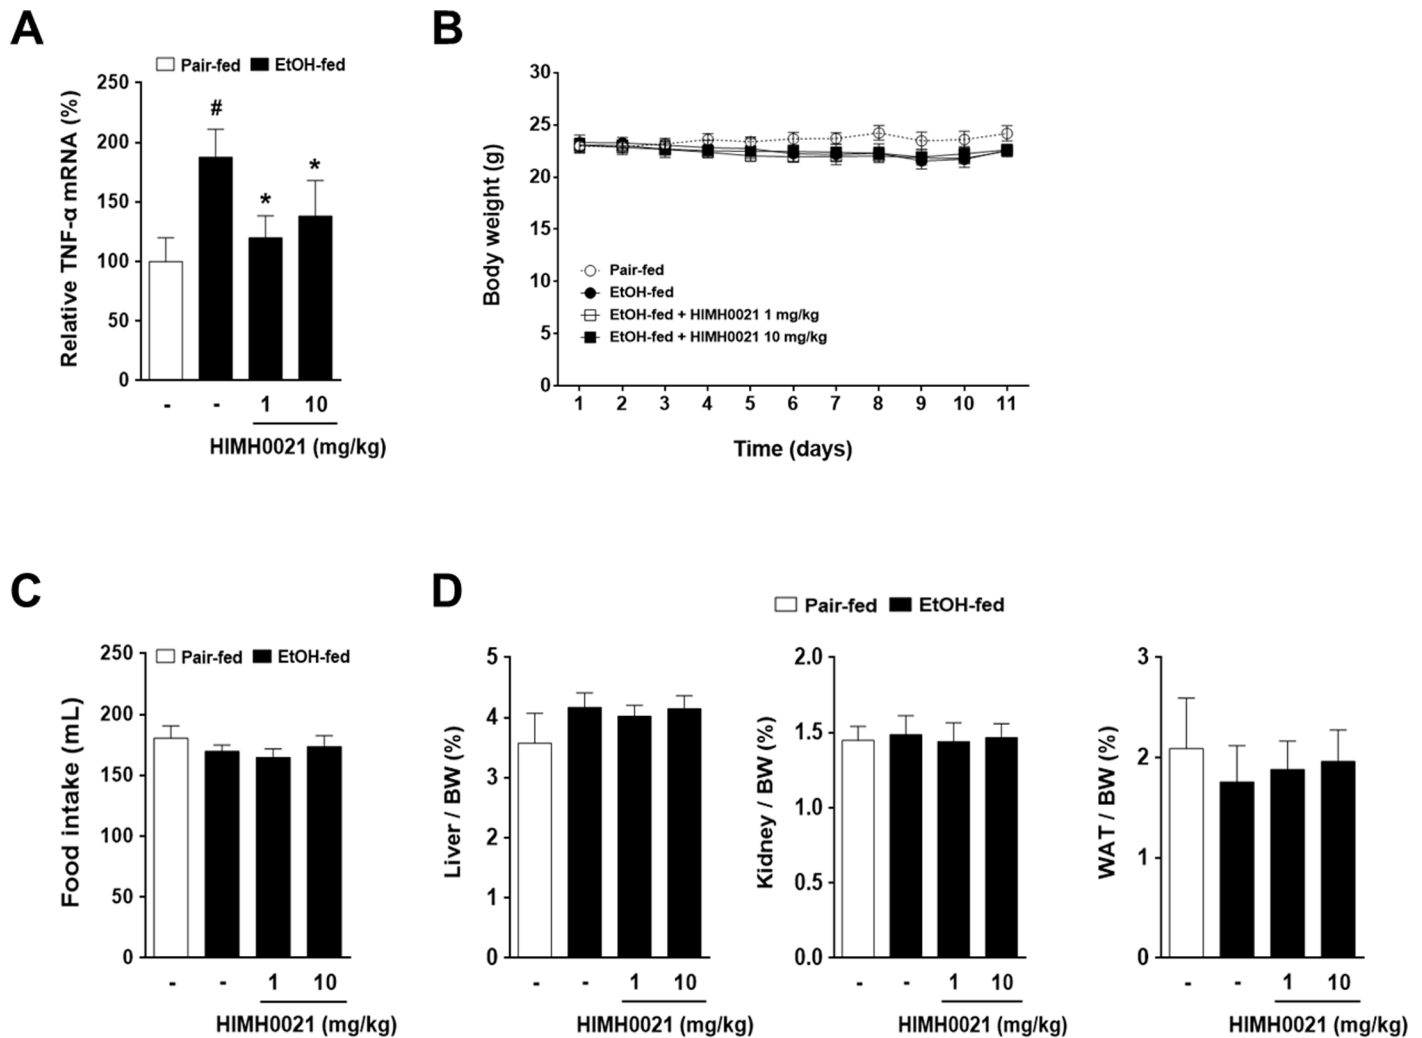 A
Pair-fed EtOH-fed
Relative TNF-α mRNA (%)
250
200
150
100
50
0
#
*
*
- - 1 10
HIMH0021 (mg/kg)
B
Body weight (g)
30
25
20
15
10
5
0
Pair-fed
EtOH-fed
EtOH-fed + HIMH0021 1 mg/kg
EtOH-fed + HIMH0021 10 mg/kg
1 2 3 4 5 6 7 8 9 10 11
Time (days)
C
Pair-fed EtOH-fed
Food intake (mL)
250
200
150
100
50
0
- - 1 10
HIMH0021 (mg/kg)
D
Pair-fed EtOH-fed
Liver / BW (%)
5
4
3
2
1
0
- - 1 10
HIMH0021 (mg/kg)
Kidney / BW (%)
2.0
1.5
1.0
0.5
0.0
- - 1 10
HIMH0021 (mg/kg)
WAT / BW (%)
3
2
1
0
- - 1 10
HIMH0021 (mg/kg)